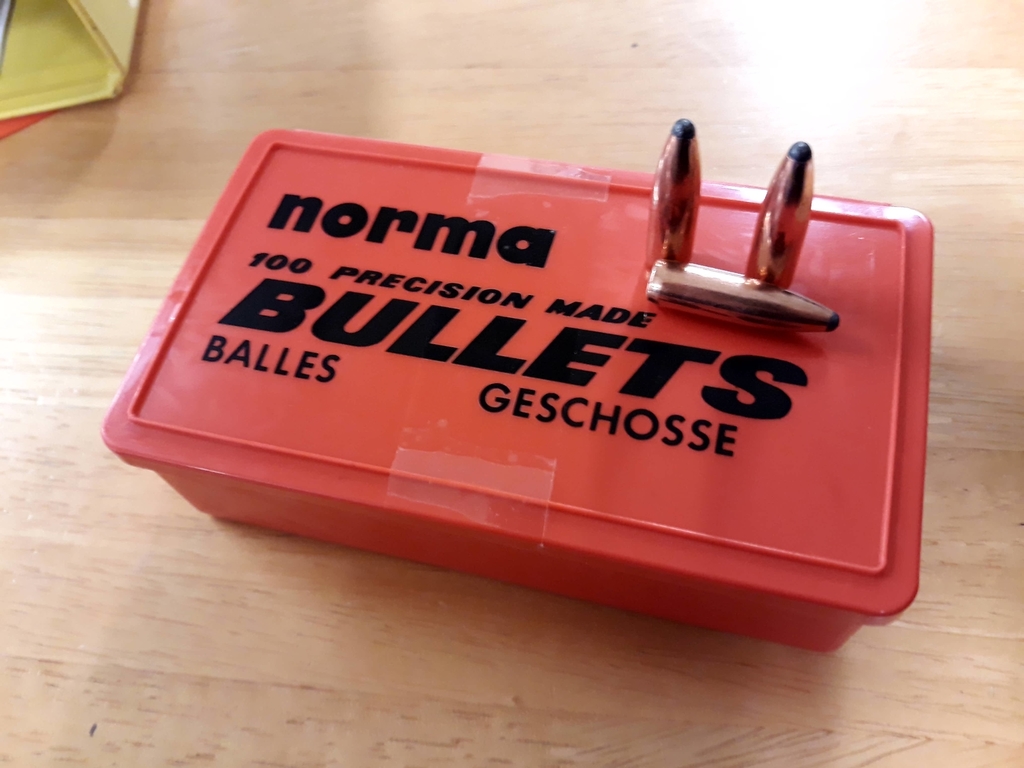 norma
100 PRECISION MADE
BULLETS
BALLES
GESCHOSSE